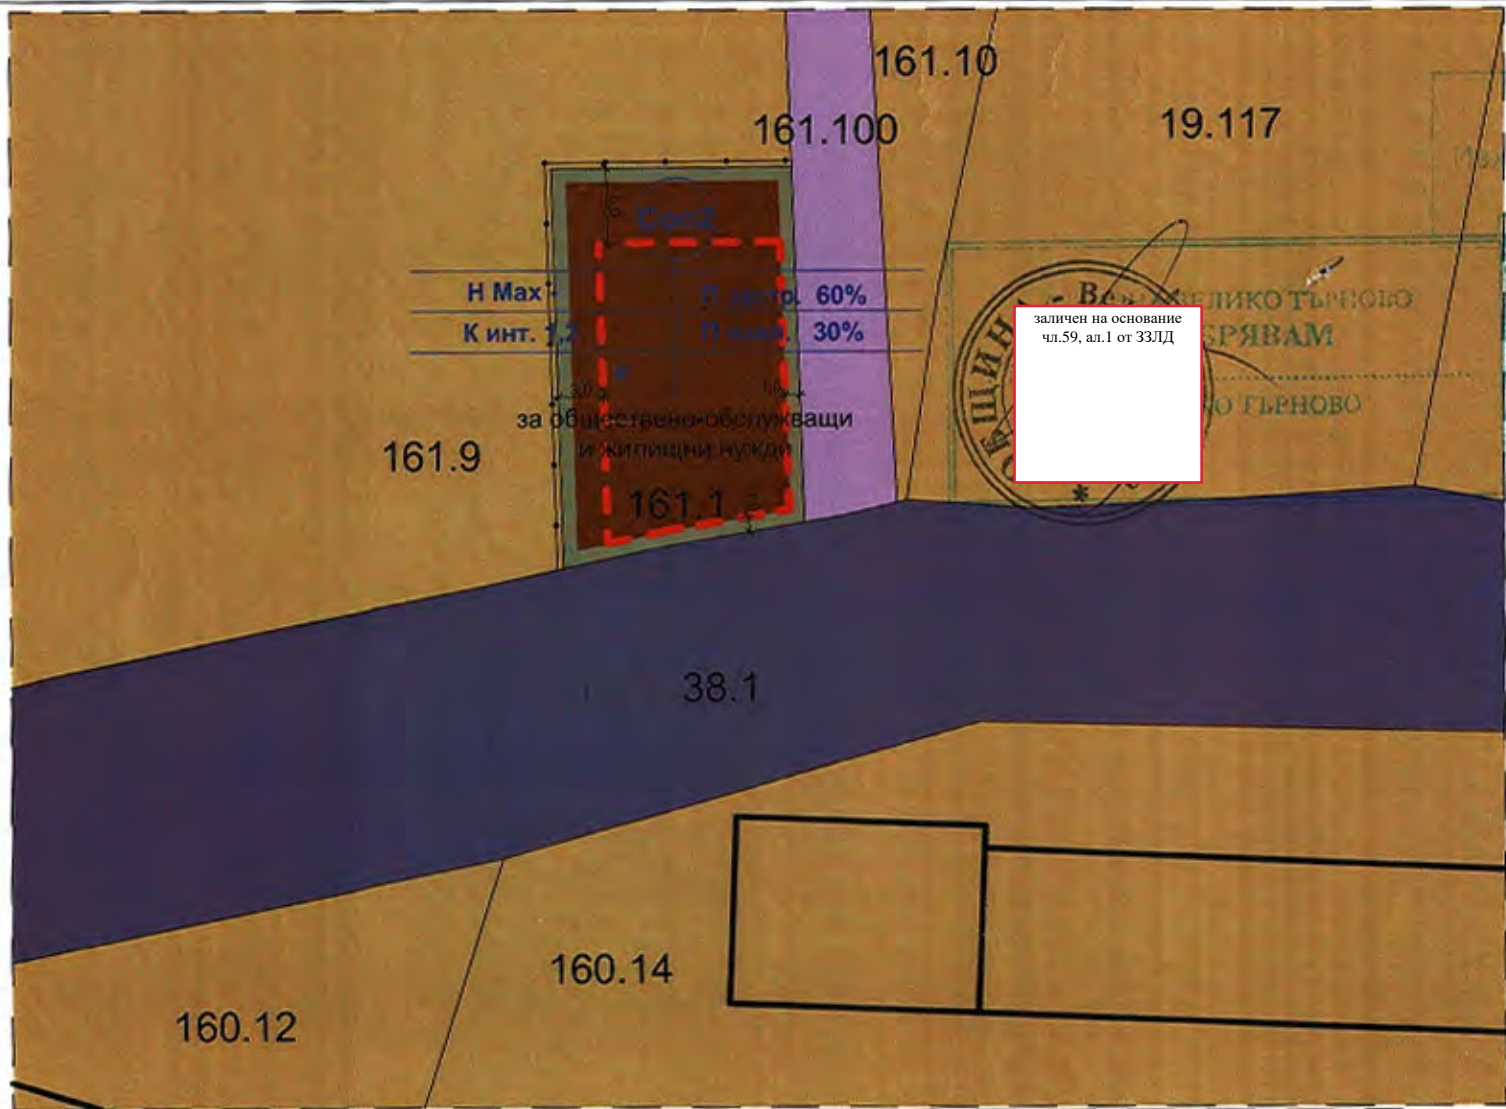 161.10
161.100
19.117
Соп2
Н Мах -
П застр. 60%
К инт. 1,2
П озел. 30%
за обществено-обслужващи
и жилищни нужди
161.9
161.1
ВЕЛИКО ТЪРНОВО
заличен на основание
чл.59, ал.1 от ЗЗЛД
ОБЩИНА - Ве
38.1
160.14
160.12